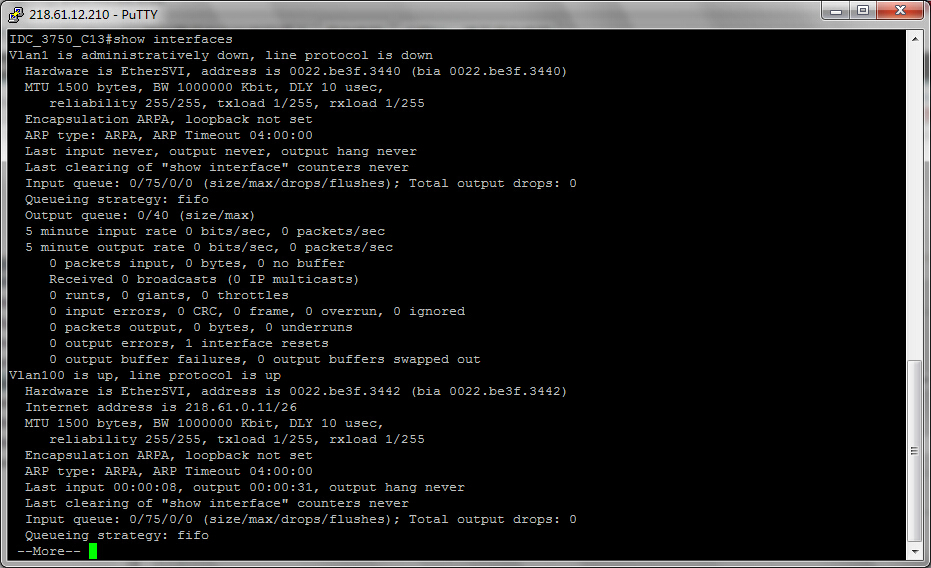 218.61.12.210 - PuTTY
IDC_3750_C13#show interfaces
Vlan1 is administratively down, line protocol is down
  Hardware is EtherSVI, address is 0022.be3f.3440 (bia 0022.be3f.3440)
  MTU 1500 bytes, BW 1000000 Kbit, DLY 10 usec,
     reliability 255/255, txload 1/255, rxload 1/255
  Encapsulation ARPA, loopback not set
  ARP type: ARPA, ARP Timeout 04:00:00
  Last input never, output never, output hang never
  Last clearing of "show interface" counters never
  Input queue: 0/75/0/0 (size/max/drops/flushes); Total output drops: 0
  Queueing strategy: fifo
  Output queue: 0/40 (size/max)
  5 minute input rate 0 bits/sec, 0 packets/sec
  5 minute output rate 0 bits/sec, 0 packets/sec
     0 packets input, 0 bytes, 0 no buffer
     Received 0 broadcasts (0 IP multicasts)
     0 runts, 0 giants, 0 throttles
     0 input errors, 0 CRC, 0 frame, 0 overrun, 0 ignored
     0 packets output, 0 bytes, 0 underruns
     0 output errors, 1 interface resets
     0 output buffer failures, 0 output buffers swapped out
Vlan100 is up, line protocol is up
  Hardware is EtherSVI, address is 0022.be3f.3442 (bia 0022.be3f.3442)
  Internet address is 218.61.0.11/26
  MTU 1500 bytes, BW 1000000 Kbit, DLY 10 usec,
     reliability 255/255, txload 1/255, rxload 1/255
  Encapsulation ARPA, loopback not set
  ARP type: ARPA, ARP Timeout 04:00:00
  Last input 00:00:08, output 00:00:31, output hang never
  Last clearing of "show interface" counters never
  Input queue: 0/75/0/0 (size/max/drops/flushes); Total output drops: 0
  Queueing strategy: fifo
 --More--